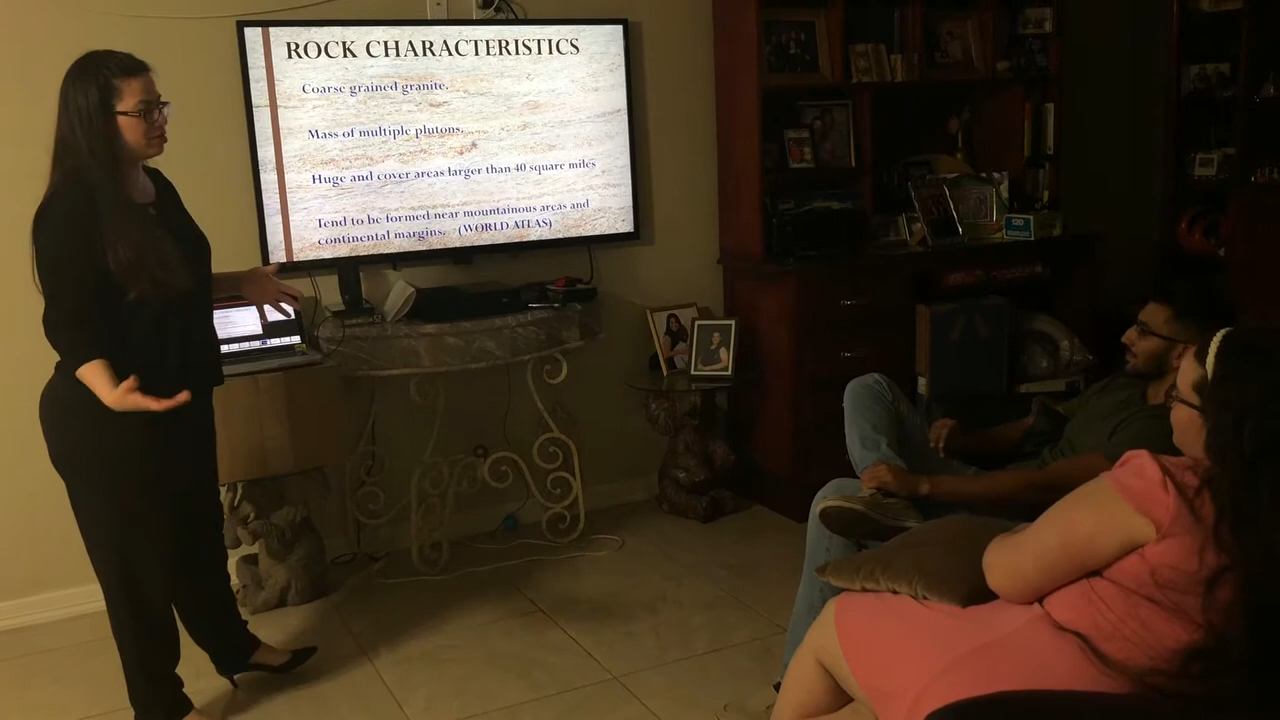 ROCK CHARACTERISTICS
Coarse grained granite.
Mass of multiple plutons.
Huge and cover areas larger than 40 square miles
Tend to be formed near mountainous areas and
continental margins. (WORLD ATLAS)